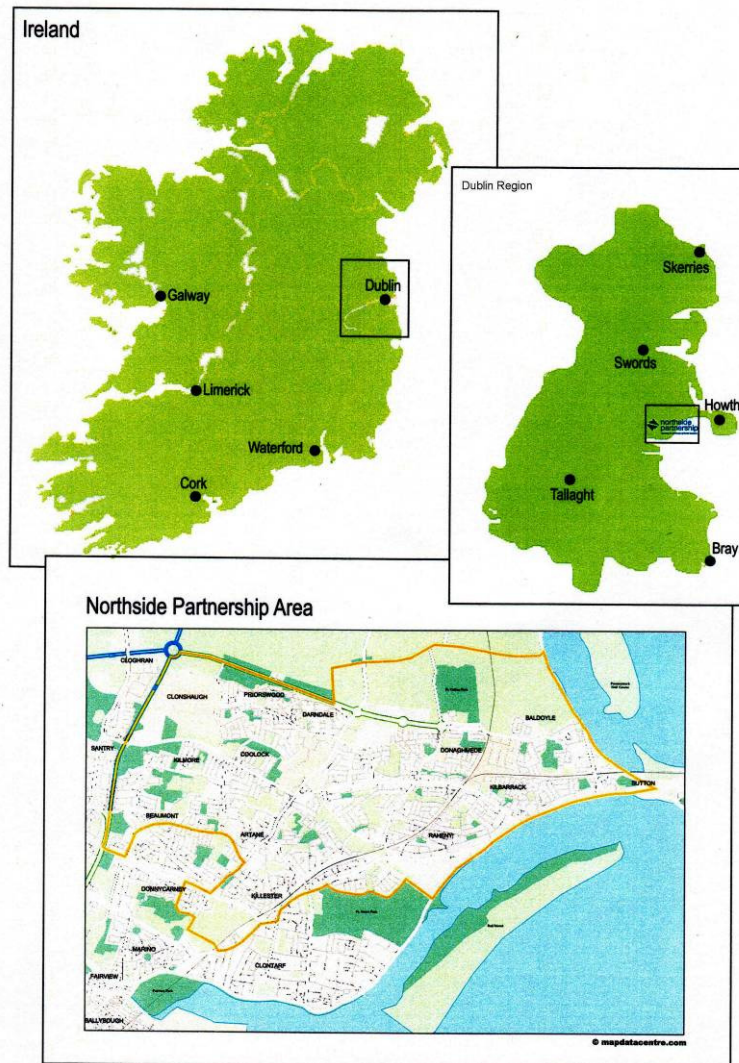 Ireland
Dublin
Galway
Limerick
Waterford
Cork
Dublin Region
Skerries
Swords
Howth
northside
partnership
Tallaght
Bray
Northside Partnership Area
CLOGHRAN
CLONSHAUGH
PRIORSWOOD
DARNDALE
BALDOYLE
SANTRY
KILMORE
COOLOCK
DONAGHMEDE
KILBARRACK
SUTTON
BEAUMONT
ARTANE
RAHENY
DONNYCARNEY
KILLESTER
MARINO
CLONTARF
FAIRVIEW
BALLYBOUGH
© mapdatacentre.com